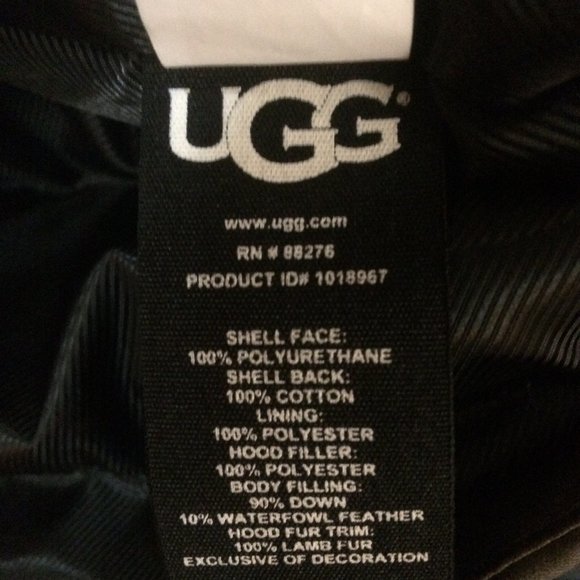 UGG®
www.ugg.com
RN # 88276
PRODUCT ID# 1018967
SHELL FACE:
100% POLYURETHANE
SHELL BACK:
100% COTTON
LINING:
100% POLYESTER
HOOD FILLER:
100% POLYESTER
BODY FILLING:
90% DOWN
10% WATERFOWL FEATHER
HOOD FUR TRIM:
100% LAMB FUR
EXCLUSIVE OF DECORATION